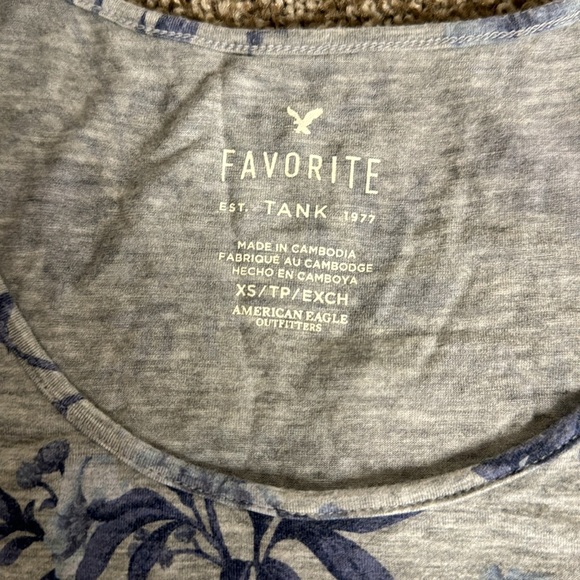 FAVORITE
EST. TANK 1977
MADE IN CAMBODIA
FABRIQUÉ AU CAMBODGE
HECHO EN CAMBOYA
XS/TP/EXCH
AMERICAN EAGLE
OUTFITTERS